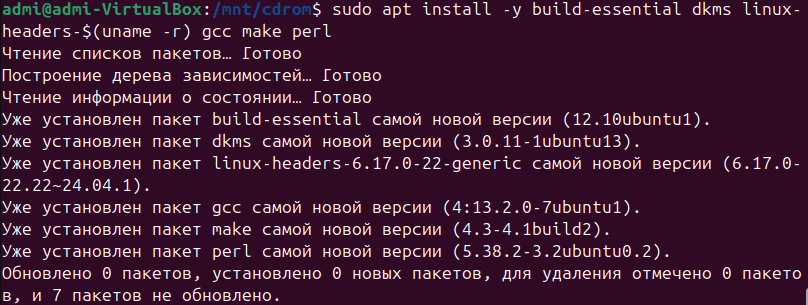 admi@admi-VirtualBox:/mnt/cdrom$ sudo apt install -y build-essential dkms linux-
headers-$(uname -r) gcc make perl
Чтение списков пакетов… Готово
Построение дерева зависимостей… Готово
Чтение информации о состоянии… Готово
Уже установлен пакет build-essential самой новой версии (12.10ubuntu1).
Уже установлен пакет dkms самой новой версии (3.0.11-1ubuntu13).
Уже установлен пакет linux-headers-6.17.0-22-generic самой новой версии (6.17.0-
22.22~24.04.1).
Уже установлен пакет gcc самой новой версии (4:13.2.0-7ubuntu1).
Уже установлен пакет make самой новой версии (4.3-4.1build2).
Уже установлен пакет perl самой новой версии (5.38.2-3.2ubuntu0.2).
Обновлено 0 пакетов, установлено 0 новых пакетов, для удаления отмечено 0 пакето
в, и 7 пакетов не обновлено.